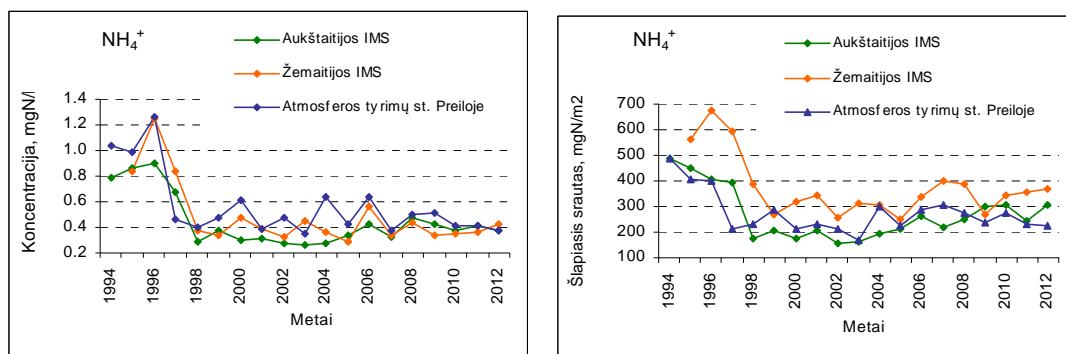 NH4+
Aukštaitijos IMS
Žemaitijos IMS
Atmosferos tyrimų st. Preiloje
Koncentracija, mgN/l
1.4
1.2
1.0
0.8
0.6
0.4
0.2
1994
1996
1998
2000
2002
2004
2006
2008
2010
2012
Metai
NH4+
Aukštaitijos IMS
Žemaitijos IMS
Atmosferos tyrimų st. Preiloje
Šlapiasis srautas, mgN/m2
700
600
500
400
300
200
100
1994
1996
1998
2000
2002
2004
2006
2008
2010
2012
Metai